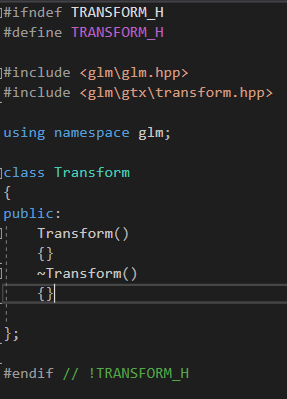 #ifndef TRANSFORM_H
#define TRANSFORM_H
#include <glm\glm.hpp>
#include <glm\gtx\transform.hpp>
using namespace glm;
class Transform
{
public:
Transform()
{}
~Transform()
{}
};
#endif // !TRANSFORM_H